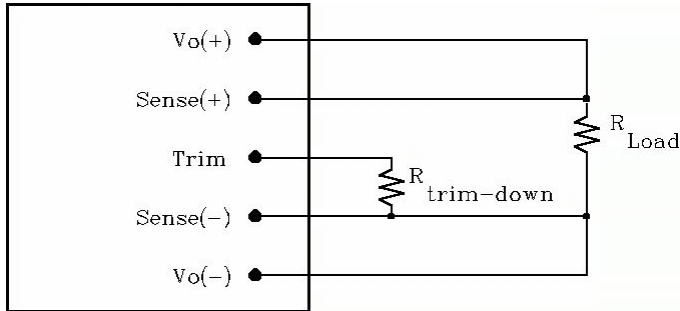 Vo(+)
Sense(+)
R
Load
Trim
R
trim-down
Sense(-)
Vo(-)